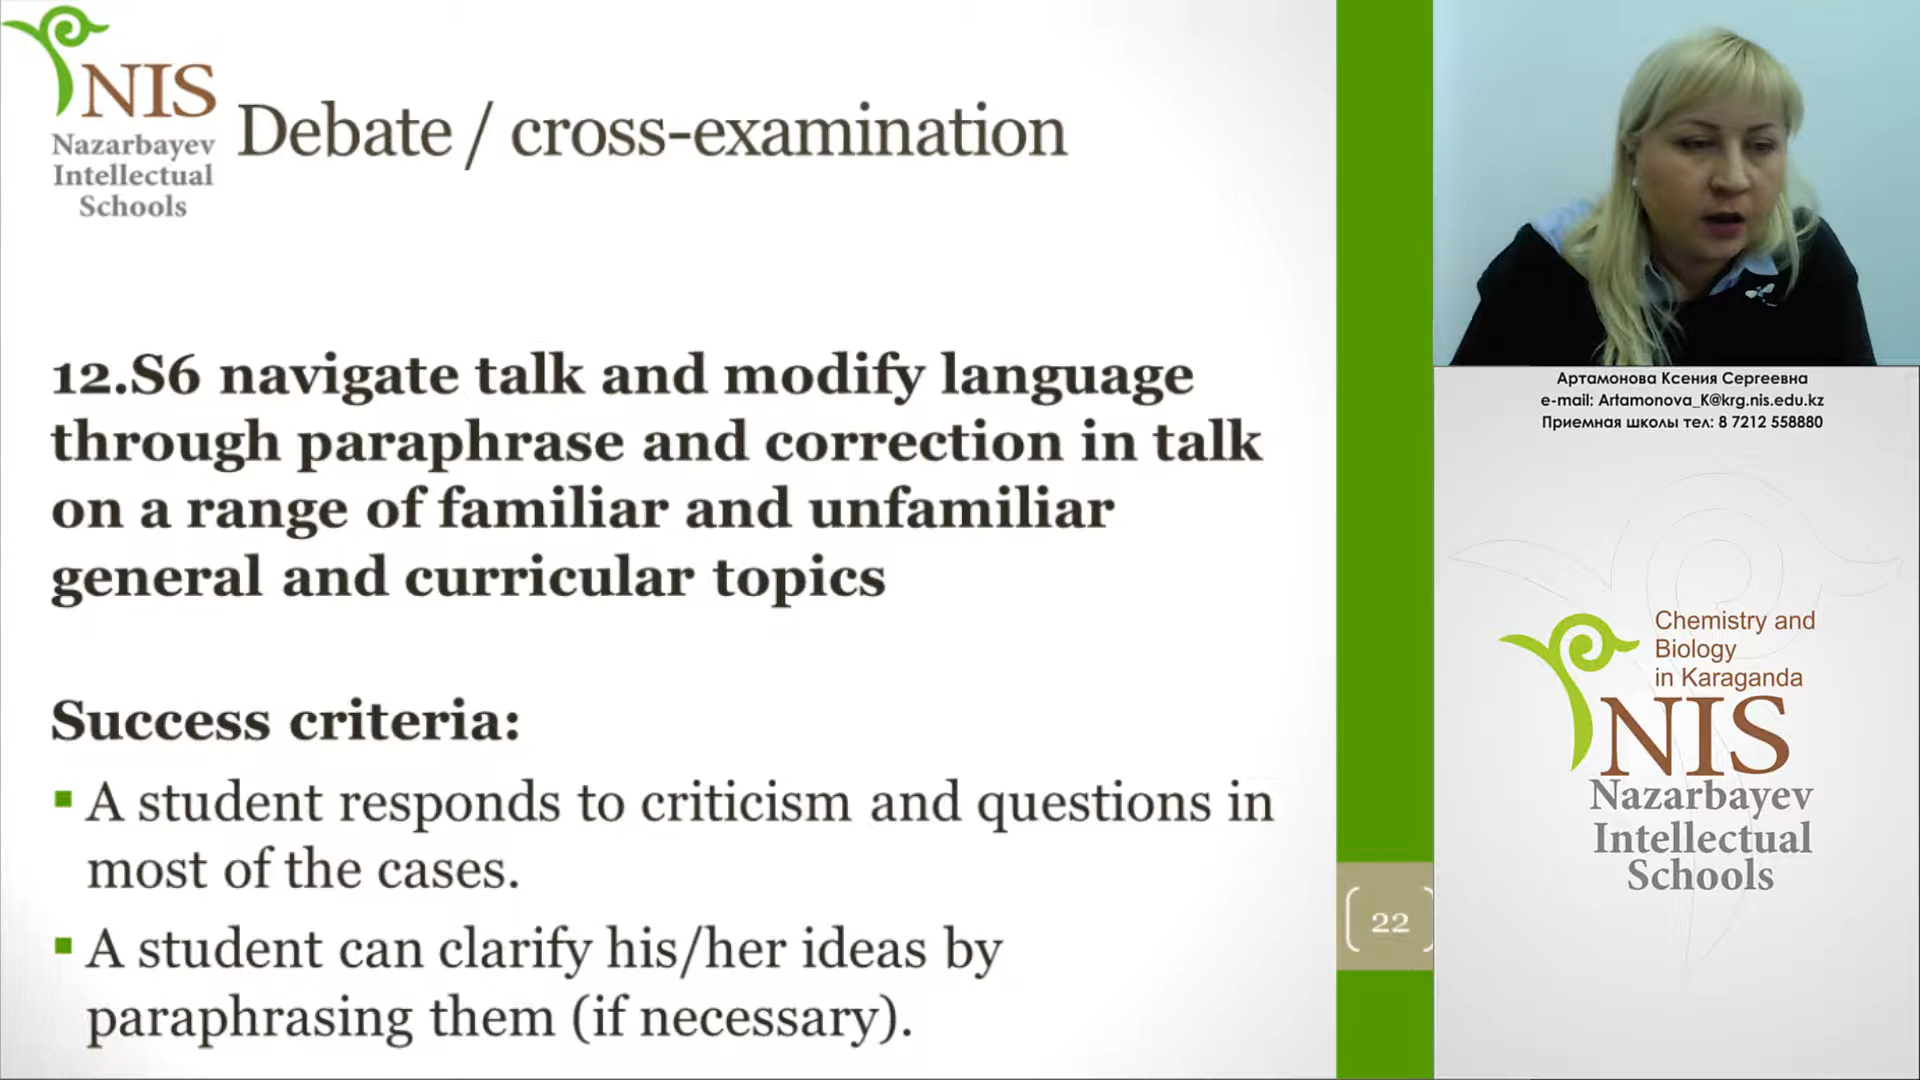 NIS
Nazarbayev
Intellectual
Schools
Debate / cross-examination
12.S6 navigate talk and modify language
through paraphrase and correction in talk
on a range of familiar and unfamiliar
general and curricular topics
Success criteria:
▪ A student responds to criticism and questions in
most of the cases.
▪ A student can clarify his/her ideas by
paraphrasing them (if necessary).
22
Артамонова Ксения Сергеевна
e-mail: Artamonova_K@krg.nis.edu.kz
Приемная школы тел: 8 7212 558880
Chemistry and
Biology
in Karaganda
NIS
Nazarbayev
Intellectual
Schools